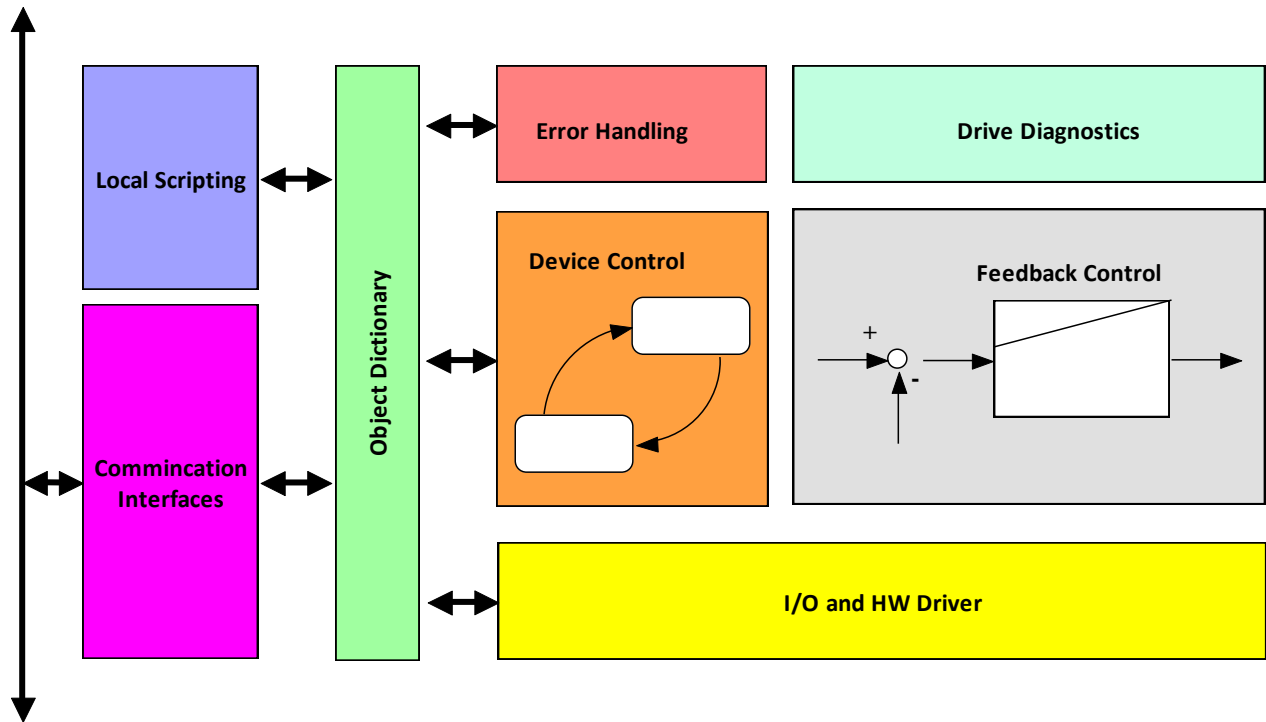 Local Scripting
Commincation
Interfaces
Object Dictionary
Error Handling
Drive Diagnostics
Device Control
Feedback Control
+
-
I/O and HW Driver